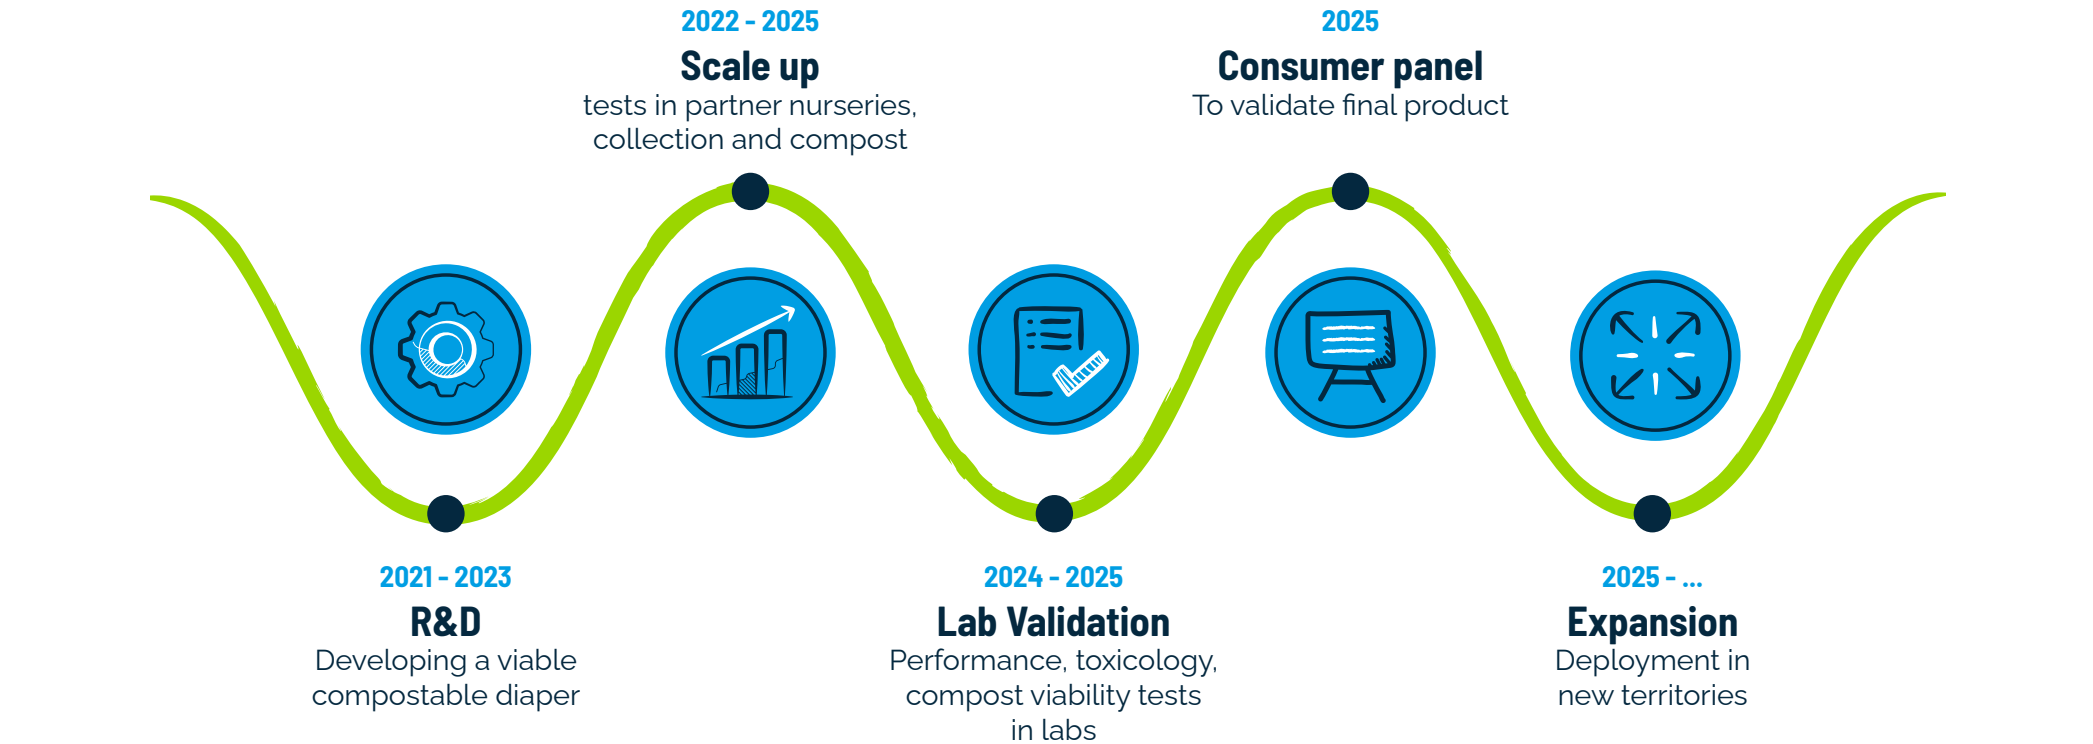 2022 - 2025
Scale up
tests in partner nurseries,
collection and compost
2025
Consumer panel
To validate final product
2021 - 2023
R&D
Developing a viable
compostable diaper
2024 - 2025
Lab Validation
Performance, toxicology,
compost viability tests
in labs
2025 - ...
Expansion
Deployment in
new territories